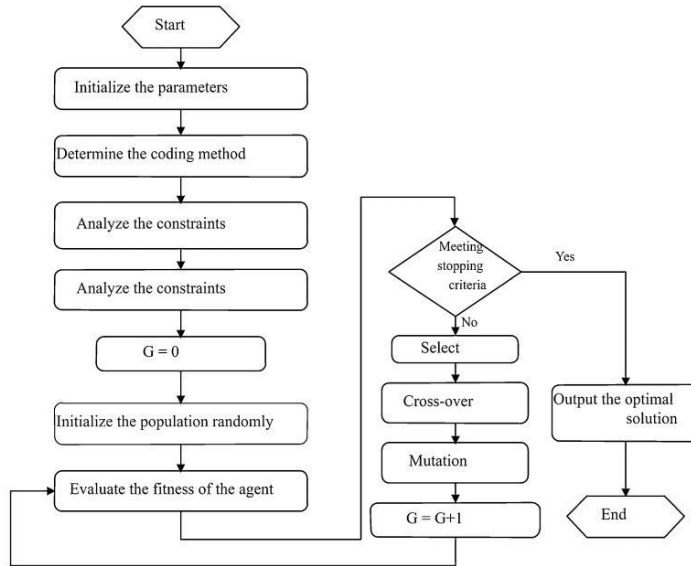 Start
Initialize the parameters
Determine the coding method
Analyze the constraints
Analyze the constraints
G = 0
Initialize the population randomly
Evaluate the fitness of the agent
Meeting
stopping
criteria
Yes
No
Select
Cross-over
Mutation
G = G+1
Output the optimal
solution
End